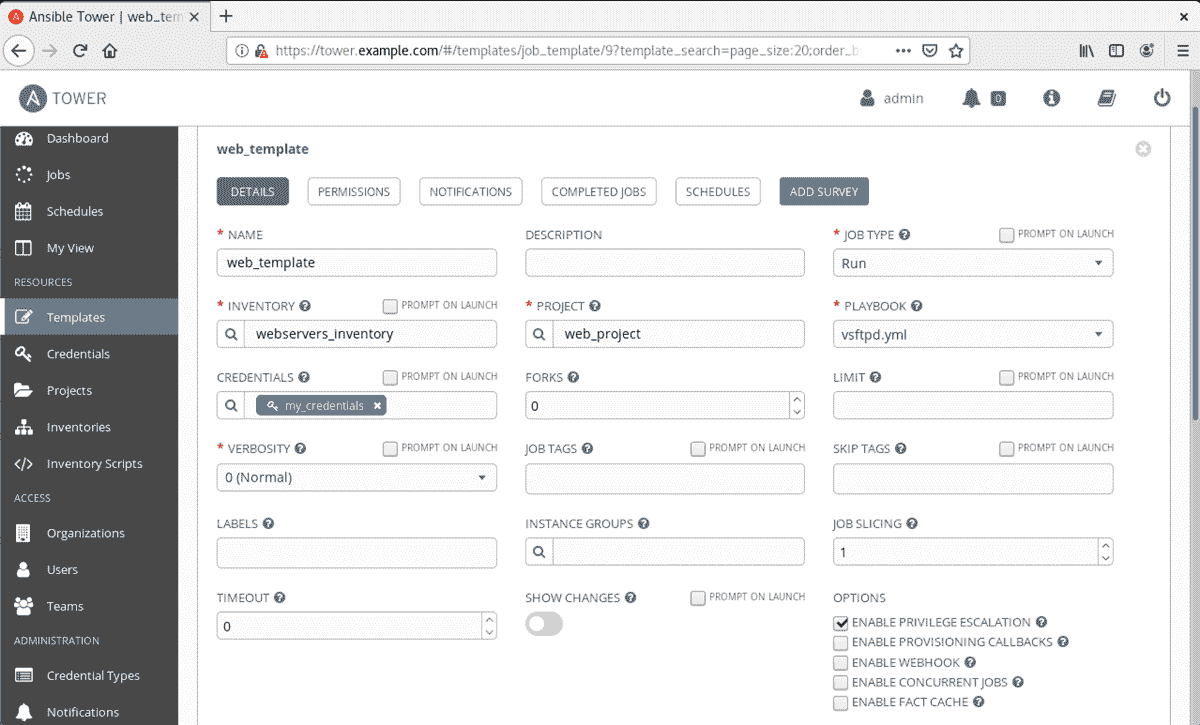 Ansible Tower | web_tem
https://tower.example.com/#/templates/job_template/9?template_search=page_size:20;order_b
TOWER
admin
0
Dashboard
Jobs
Schedules
My View
RESOURCES
Templates
Credentials
Projects
Inventories
Inventory Scripts
ACCESS
Organizations
Users
Teams
ADMINISTRATION
Credential Types
Notifications
web_template
DETAILS PERMISSIONS NOTIFICATIONS COMPLETED JOBS SCHEDULES ADD SURVEY
* NAME DESCRIPTION * JOB TYPE PROMPT ON LAUNCH
web_template Run
* INVENTORY PROMPT ON LAUNCH * PROJECT * PLAYBOOK
webservers_inventory web_project vsftpd.yml
CREDENTIALS PROMPT ON LAUNCH FORKS LIMIT PROMPT ON LAUNCH
my_credentials 0
* VERBOSITY PROMPT ON LAUNCH JOB TAGS PROMPT ON LAUNCH SKIP TAGS PROMPT ON LAUNCH
0 (Normal)
LABELS INSTANCE GROUPS JOB SLICING
1
TIMEOUT SHOW CHANGES PROMPT ON LAUNCH OPTIONS
0
ENABLE PRIVILEGE ESCALATION
ENABLE PROVISIONING CALLBACKS
ENABLE WEBHOOK
ENABLE CONCURRENT JOBS
ENABLE FACT CACHE